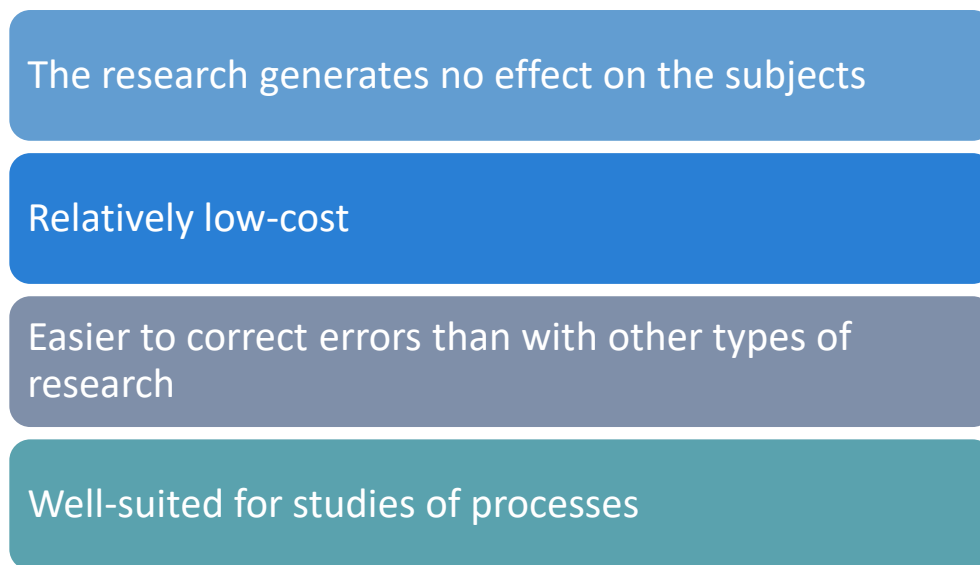 The research generates no effect on the subjects
Relatively low-cost
Easier to correct errors than with other types of
research
Well-suited for studies of processes